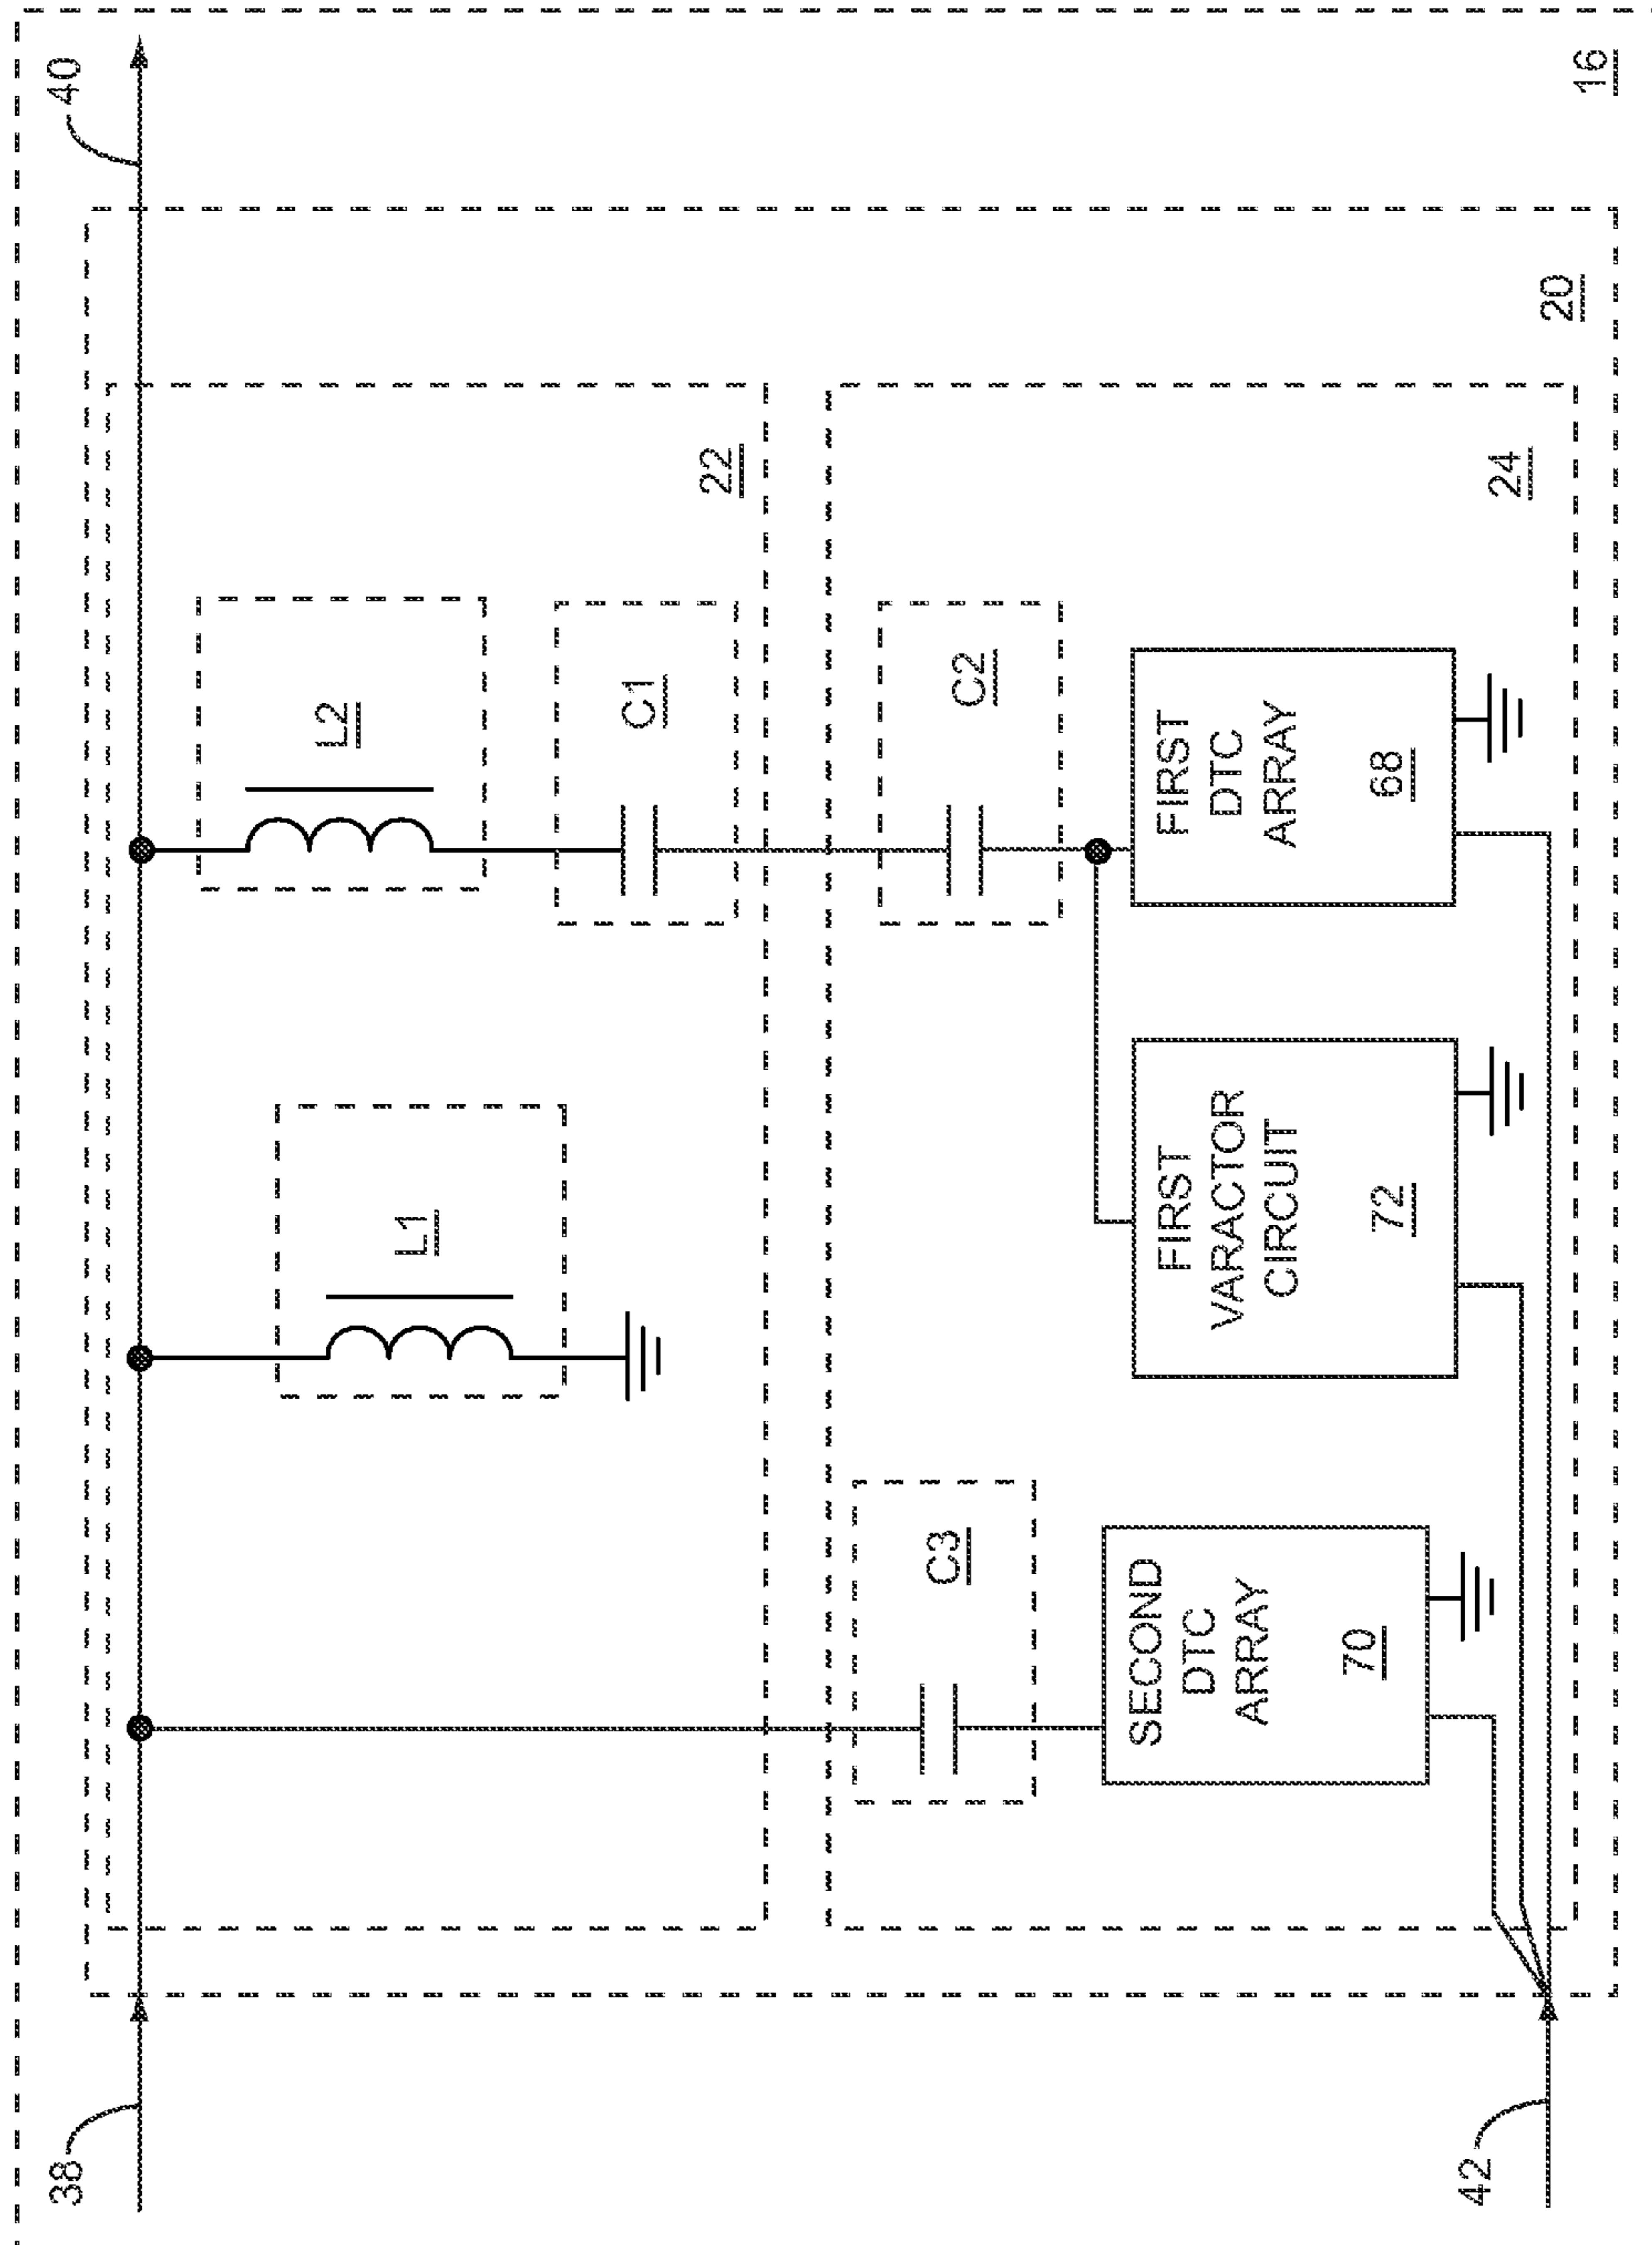 38
40
L1
L2
C1
22
C3
C2
SECOND
DTC
ARRAY
70
FIRST
VARACTOR
CIRCUIT
72
FIRST
DTC
ARRAY
68
24
20
42
16